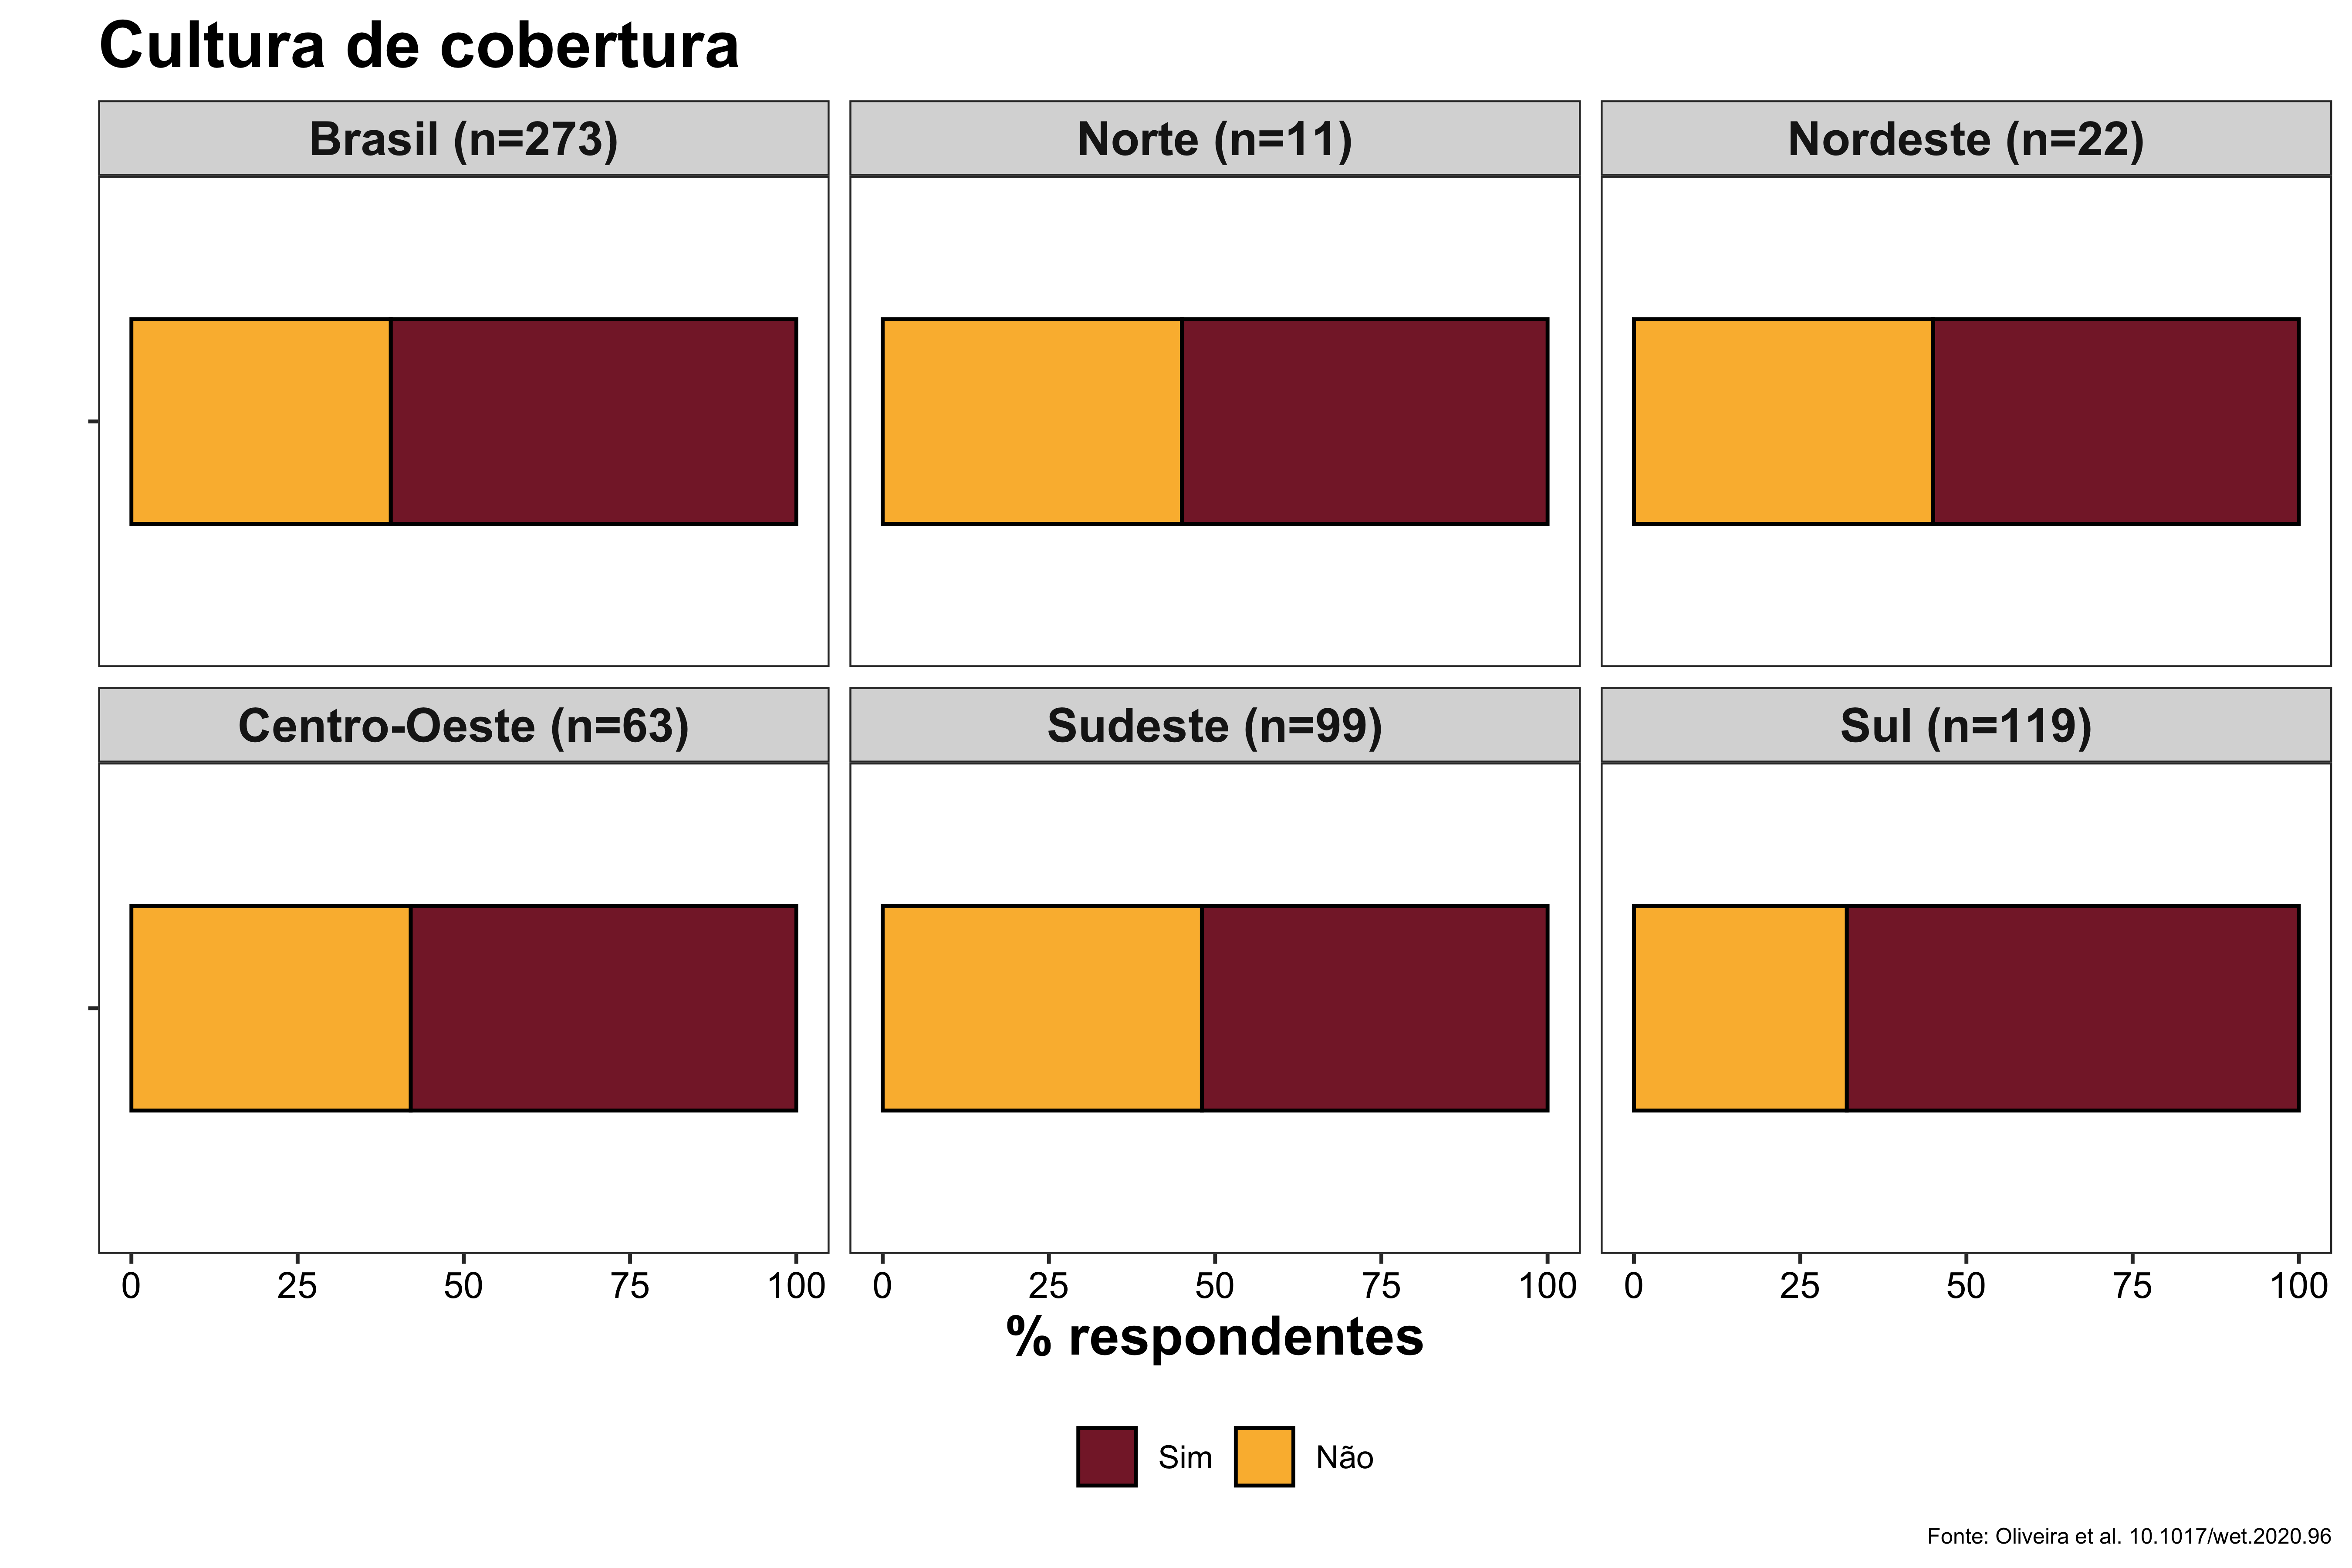 Cultura de cobertura
Brasil (n=273)
Norte (n=11)
Nordeste (n=22)
Centro-Oeste (n=63)
Sudeste (n=99)
Sul (n=119)
0 25 50 75 100
0 25 50 75 100
0 25 50 75 100
% respondentes
Sim
Não
Fonte: Oliveira et al. 10.1017/wet.2020.96